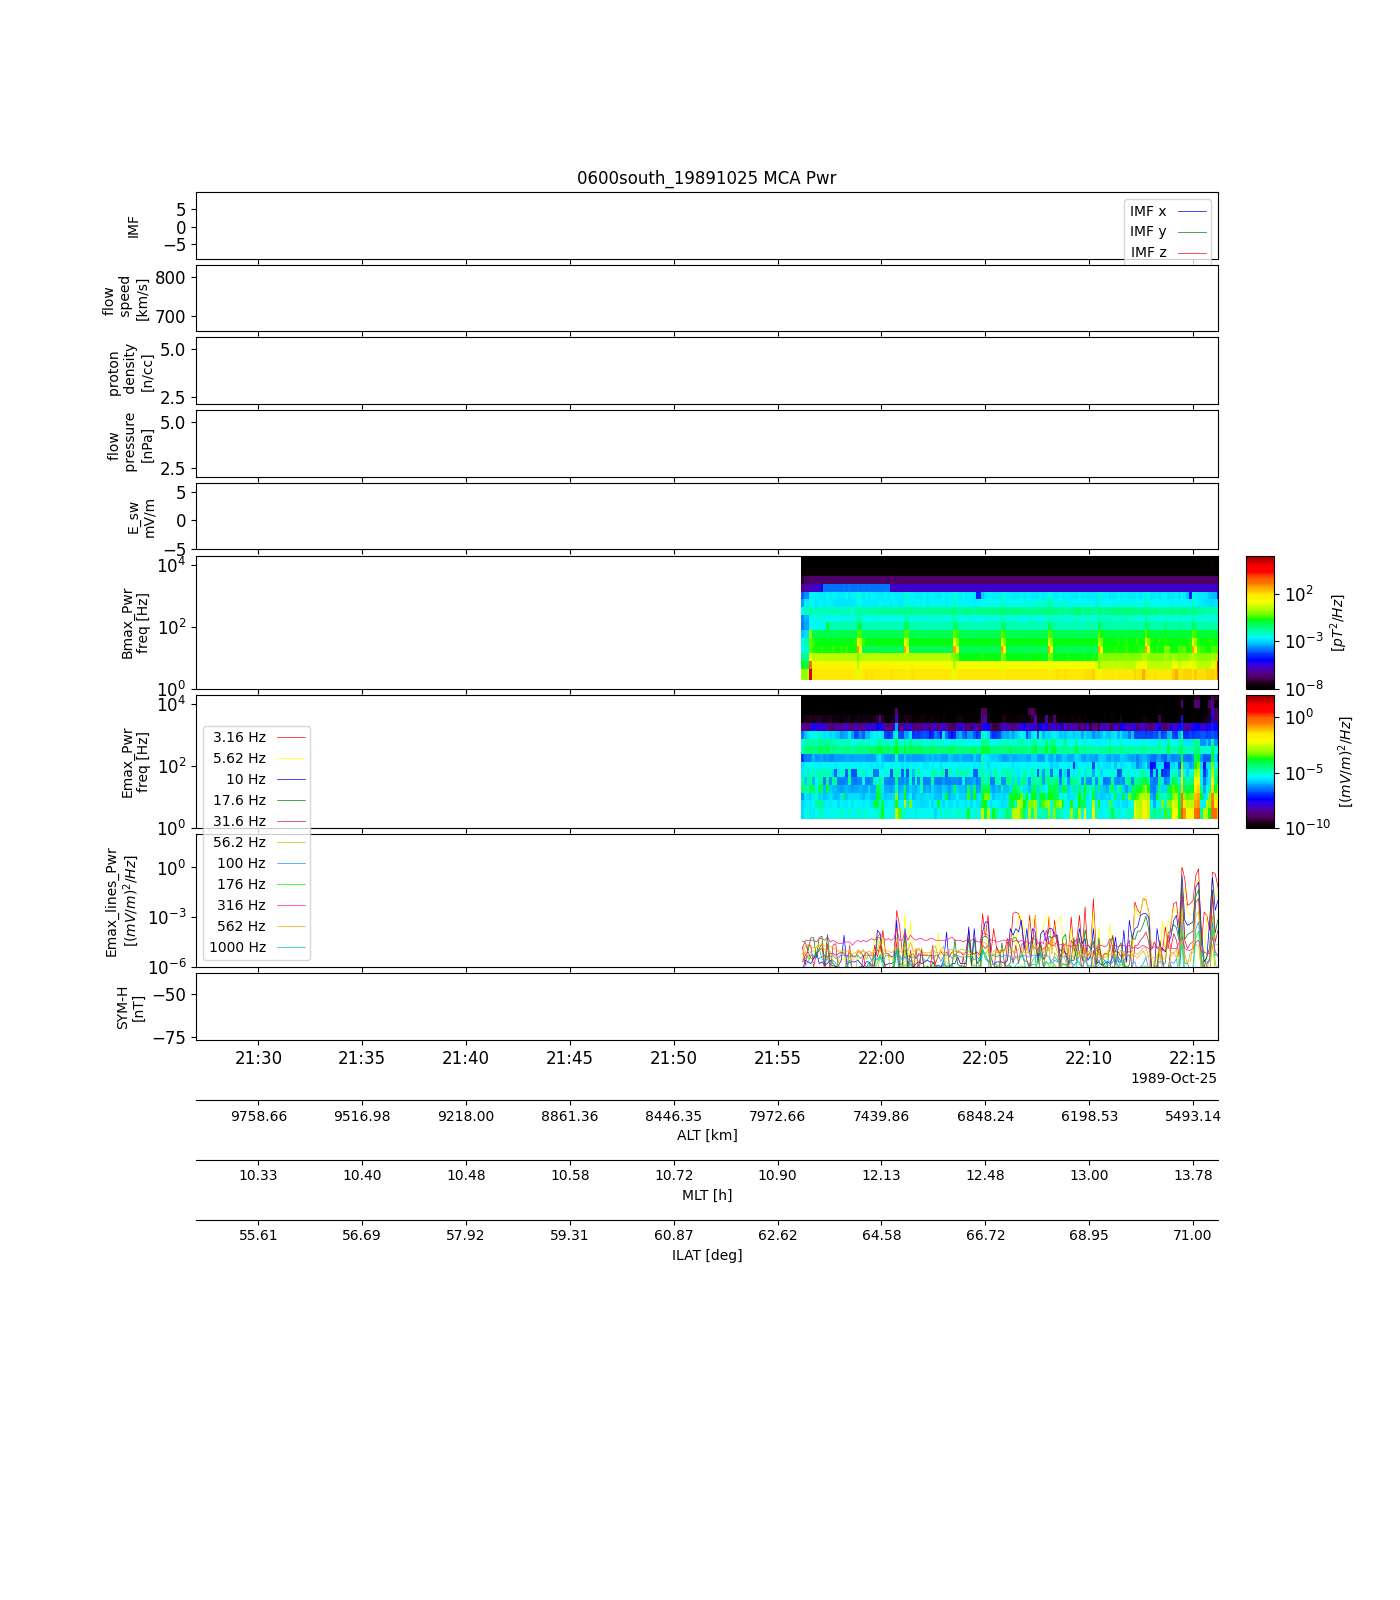 0600south_19891025 MCA Pwr
IMF
5
0
−5
IMF x
IMF y
IMF z
flow
speed
[km/s]
800
700
proton
density
[n/cc]
5.0
2.5
flow
pressure
[nPa]
5.0
2.5
E_sw
mV/m
5
0
−5
Bmax_Pwr
freq [Hz]
10^4
10^2
10^0
10^2
10^−3
10^−8
[pT^2/Hz]
Emax_Pwr
freq [Hz]
10^4
10^2
10^0
10^0
10^−5
10^−10
[(mV/m)^2/Hz]
3.16 Hz
5.62 Hz
10 Hz
17.6 Hz
31.6 Hz
56.2 Hz
100 Hz
176 Hz
316 Hz
562 Hz
1000 Hz
Emax_lines_Pwr
[(mV/m)^2/Hz]
10^0
10^−3
10^−6
SYM-H
[nT]
−50
−75
21:30 21:35 21:40 21:45 21:50 21:55 22:00 22:05 22:10 22:15
1989-Oct-25
9758.66 9516.98 9218.00 8861.36 8446.35 7972.66 7439.86 6848.24 6198.53 5493.14
ALT [km]
10.33 10.40 10.48 10.58 10.72 10.90 12.13 12.48 13.00 13.78
MLT [h]
55.61 56.69 57.92 59.31 60.87 62.62 64.58 66.72 68.95 71.00
ILAT [deg]